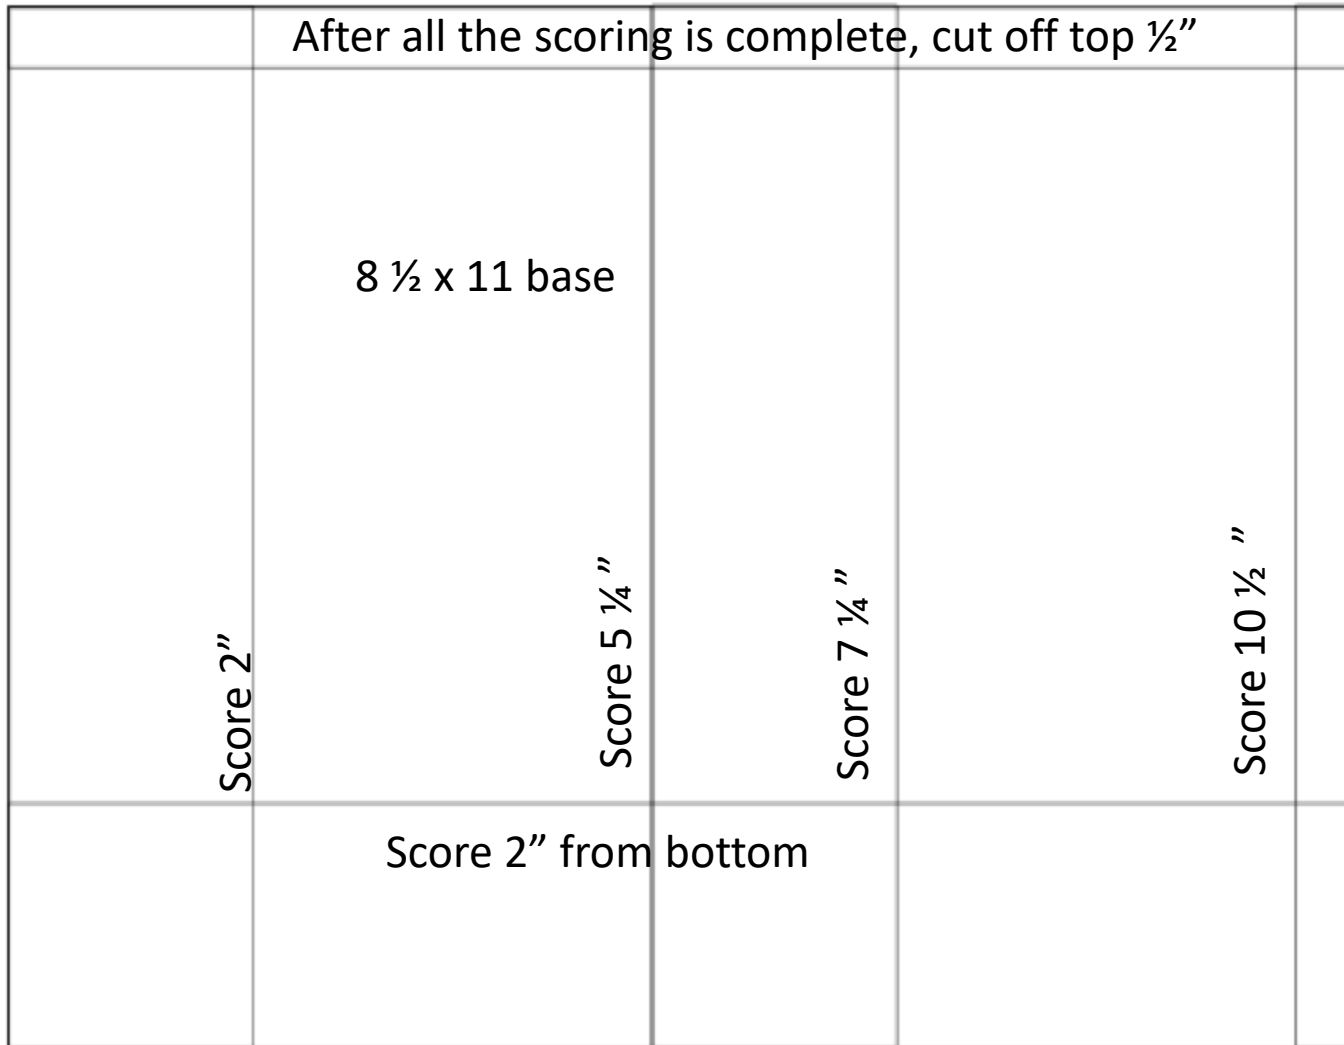 After all the scoring is complete, cut off top ½”
8 ½ x 11 base
Score 2”
Score 5 ¼ ”
Score 7 ¼ ”
Score 10 ½ ”
Score 2” from bottom